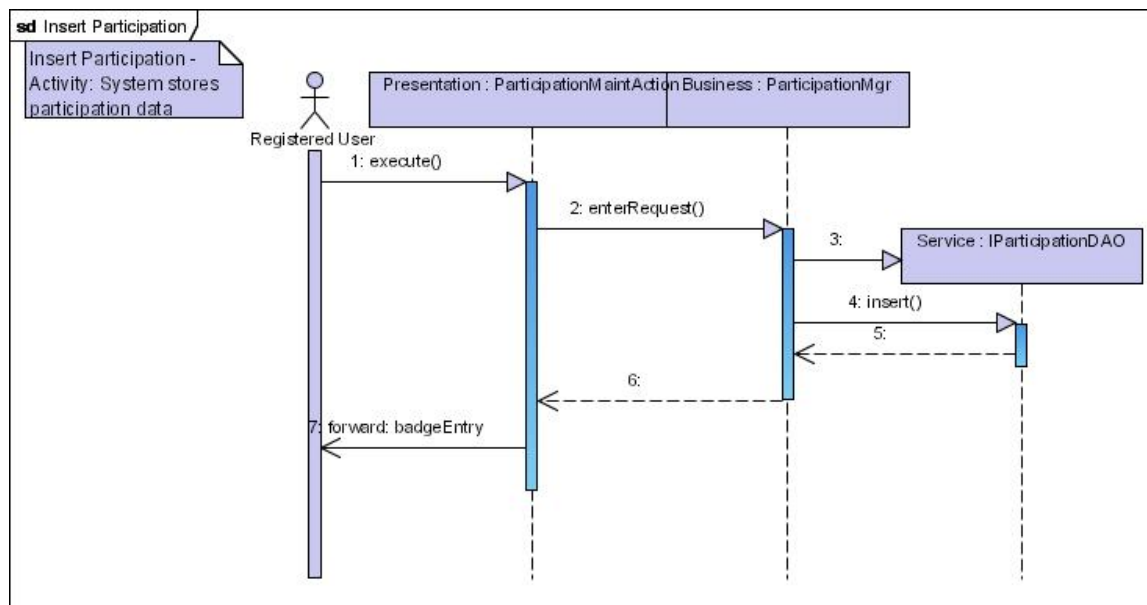 sd Insert Participation
Insert Participation -
Activity: System stores
participation data
Presentation : ParticipationMaintAction
Business : ParticipationMgr
Registered User
1: execute()
2: enterRequest()
3:
Service : IParticipationDAO
4: insert()
5:
6:
7: forward: badgeEntry